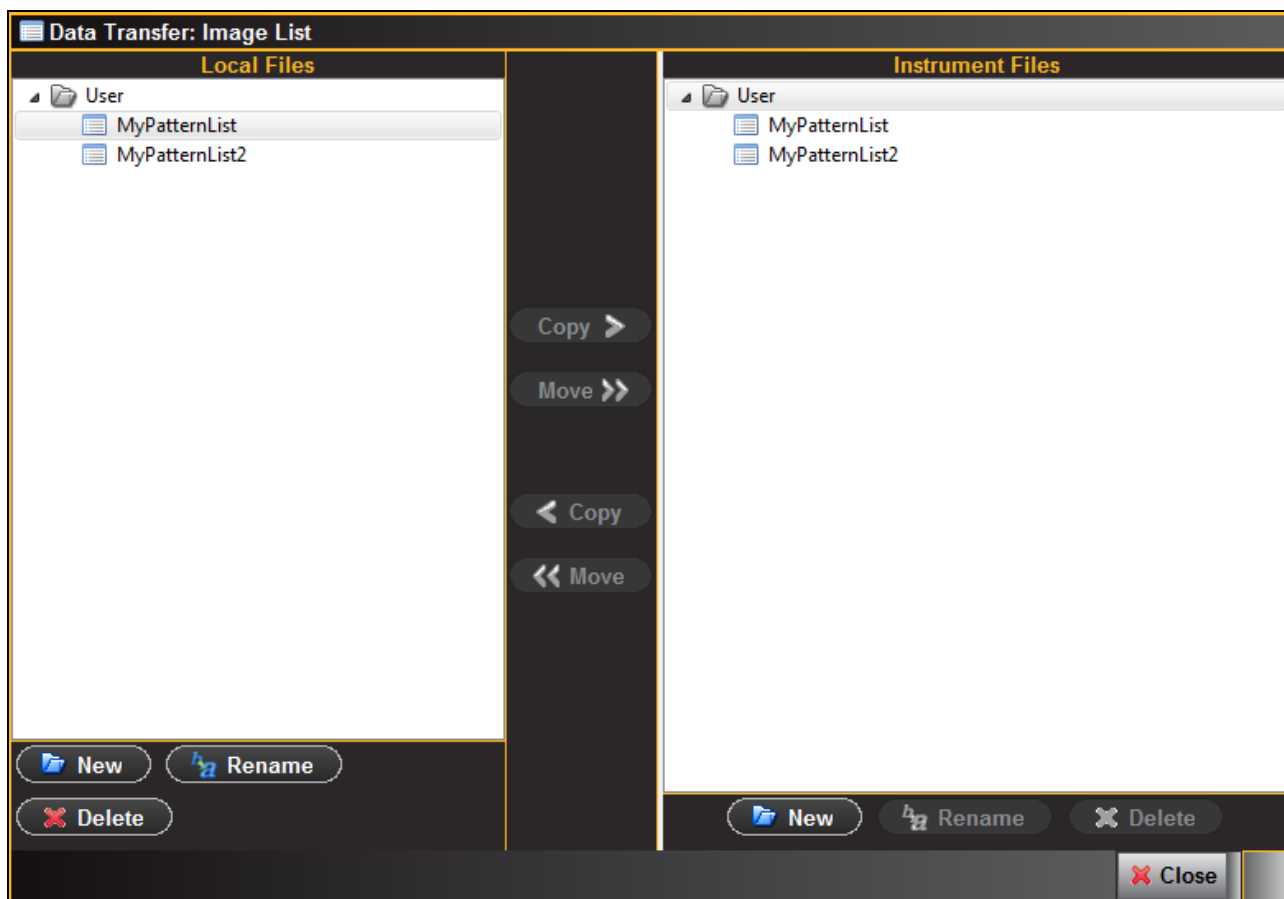 Data Transfer: Image List
Local Files
User
MyPatternList
MyPatternList2
Copy
Move
Copy
Move
Instrument Files
User
MyPatternList
MyPatternList2
New Rename
Delete
New Rename Delete
Close